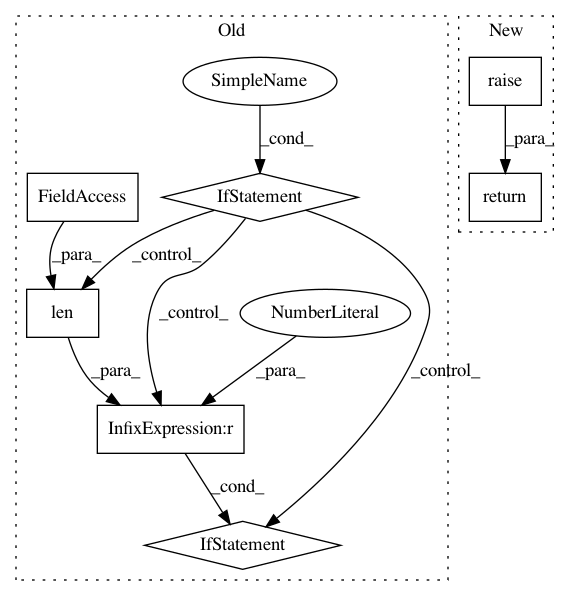 Old
New
SimpleName
raise
_cond_
_para_
FieldAccess
IfStatement
return
_para_
_control_
len
_control_
NumberLiteral
_para_
_para_
_control_
InfixExpression:r
_cond_
IfStatement